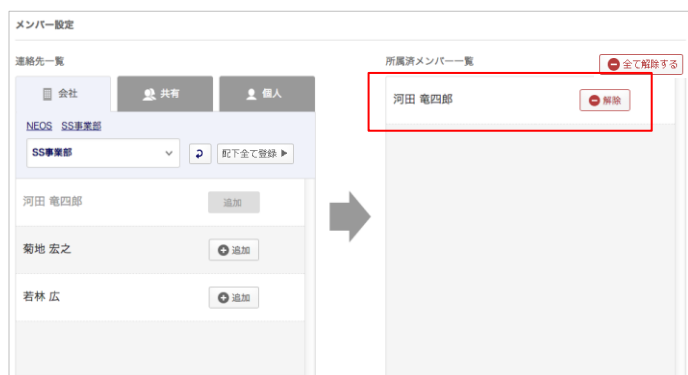 メンバー設定
連絡先一覧
会社 共有 個人
NEOS SS事業部
SS事業部 配下全て登録 ▶
河田 竜四郎 追加
菊地 宏之 追加
若林 広 追加
所属済メンバー一覧 全て解除する
河田 竜四郎 解除